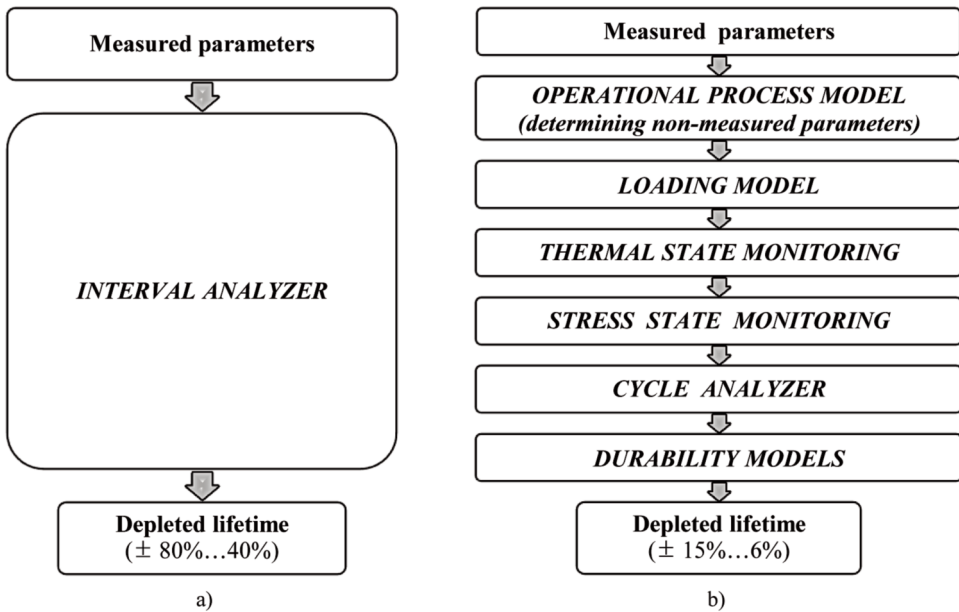 Measured parameters
INTERVAL ANALYZER
Depleted lifetime
(± 80%...40%)
a)
Measured parameters
OPERATIONAL PROCESS MODEL
(determining non-measured parameters)
LOADING MODEL
THERMAL STATE MONITORING
STRESS STATE MONITORING
CYCLE ANALYZER
DURABILITY MODELS
Depleted lifetime
(± 15%...6%)
b)